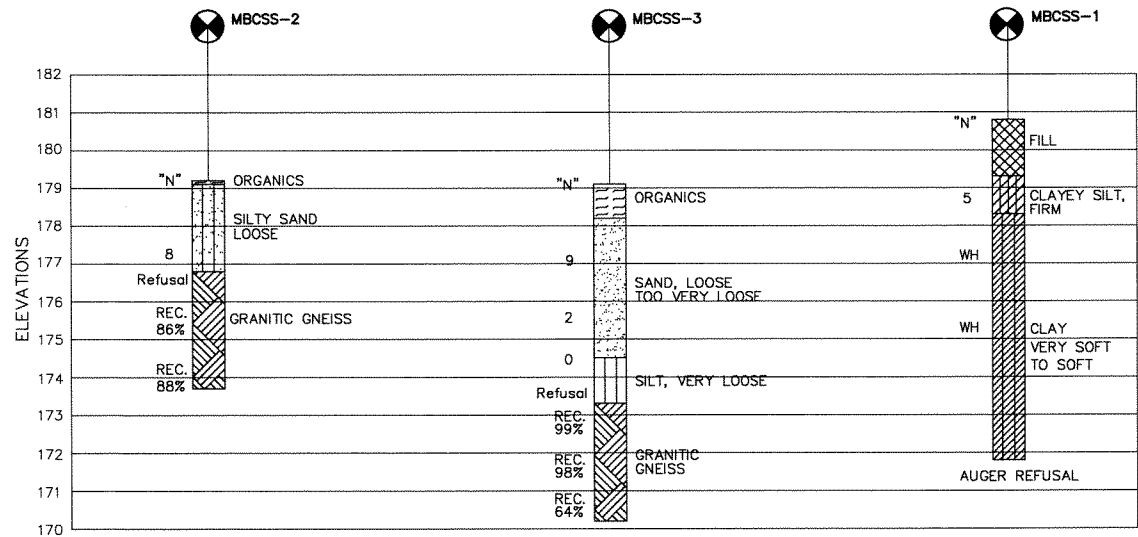 MBCSS-2
MBCSS-3
MBCSS-1
ELEVATIONS
182
181
180
179
178
177
176
175
174
173
172
171
170
"N"
ORGANICS
SILTY SAND
LOOSE
8
Refusal
REC.
86%
GRANITIC GNEISS
REC.
88%
"N"
ORGANICS
9
SAND, LOOSE
TOO VERY LOOSE
2
0
SILT, VERY LOOSE
Refusal
REC.
99%
GRANITIC
GNEISS
REC.
98%
REC.
64%
"N"
FILL
5
CLAYEY SILT,
FIRM
WH
WH
CLAY
VERY SOFT
TO SOFT
AUGER REFUSAL